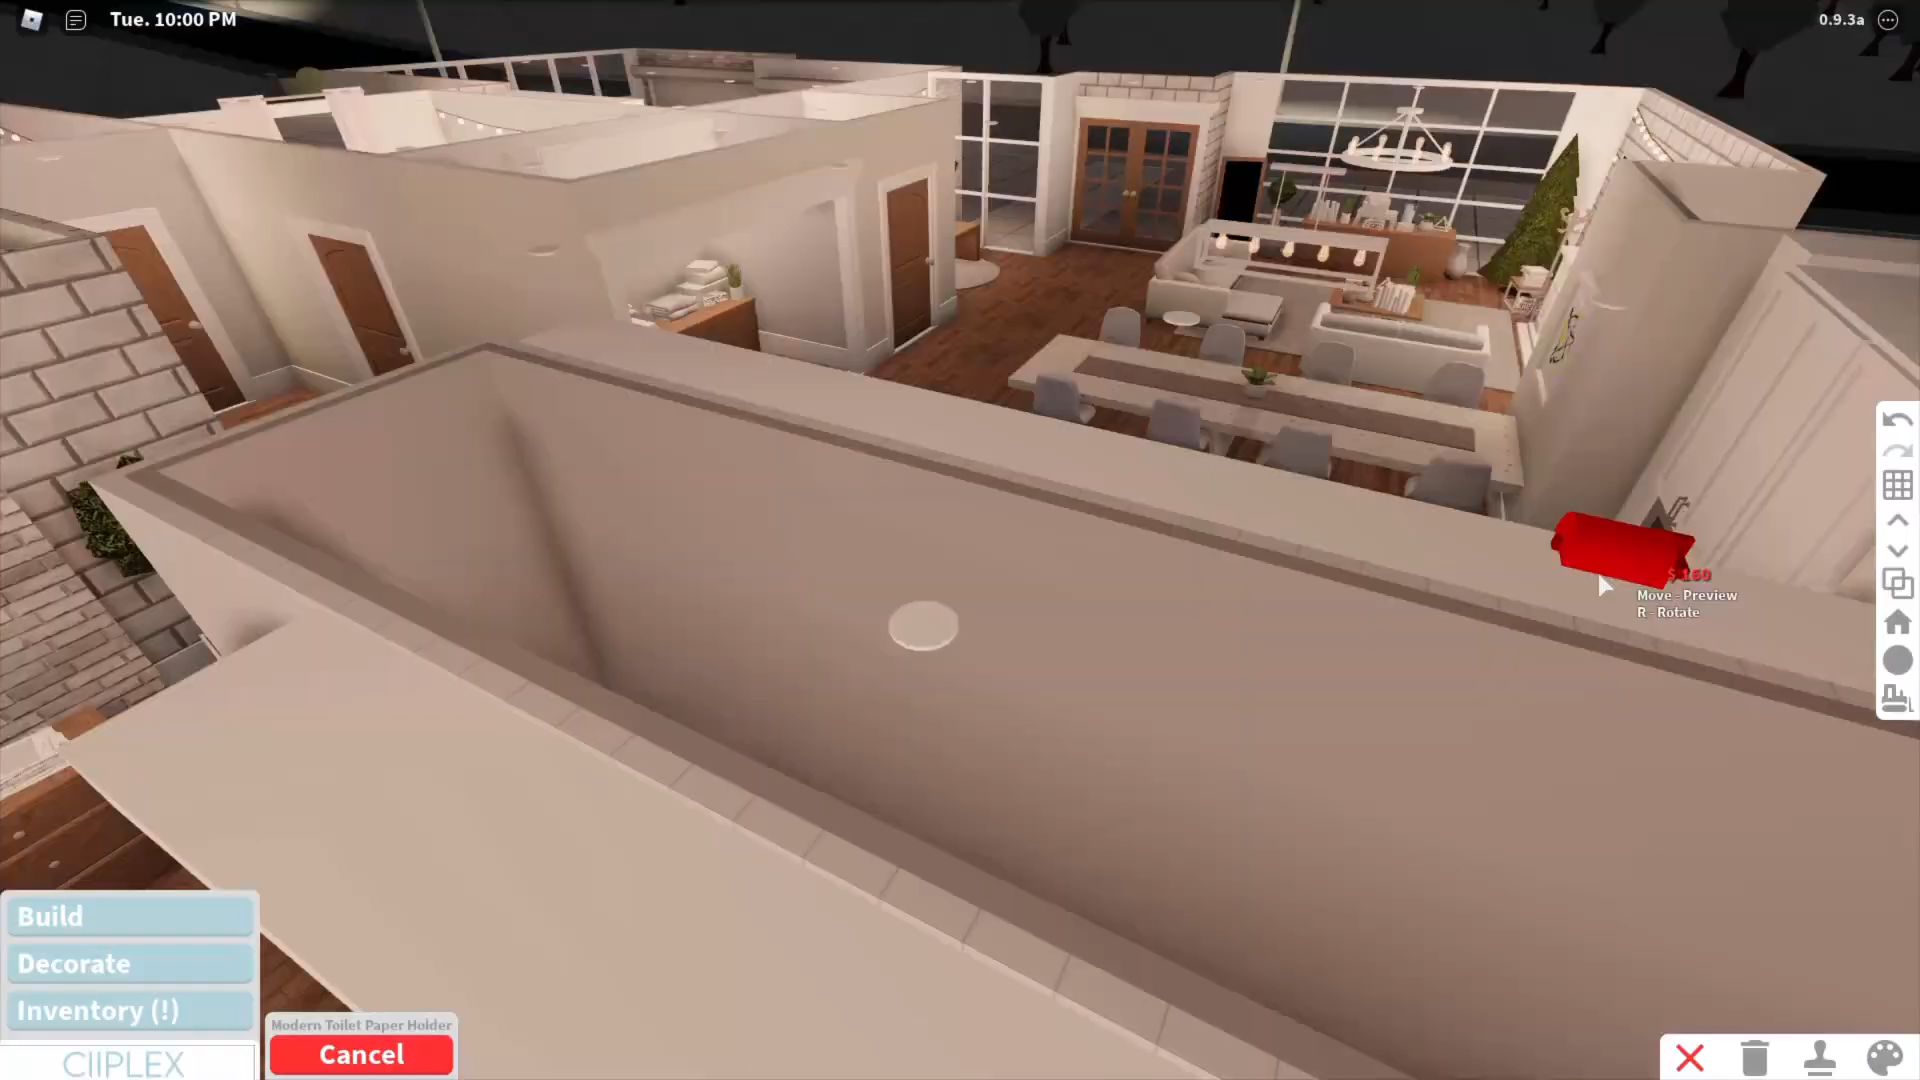 Tue. 10:00 PM
0.9.3a
$ 160
Move - Preview
R - Rotate
Build
Decorate
Inventory (!)
Modern Toilet Paper Holder
Cancel
CIIPLEX